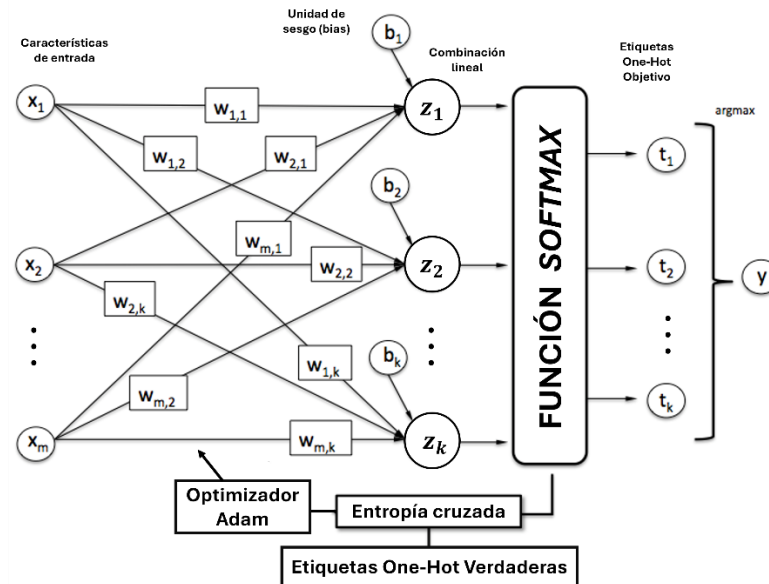 Características
de entrada
Unidad de
sesgo (bias)
b1
Combinación
lineal
Etiquetas
One-Hot
Objetivo
argmax
x1
w1,1
z1
w1,2
w2,1
t1
b2
wm,1
x2
w2,2
z2
t2
y
w2,k
FUNCIÓN SOFTMAX
bk
w1,k
wm,2
tk
xm
wm,k
zk
Optimizador
Adam
Entropía cruzada
Etiquetas One-Hot Verdaderas